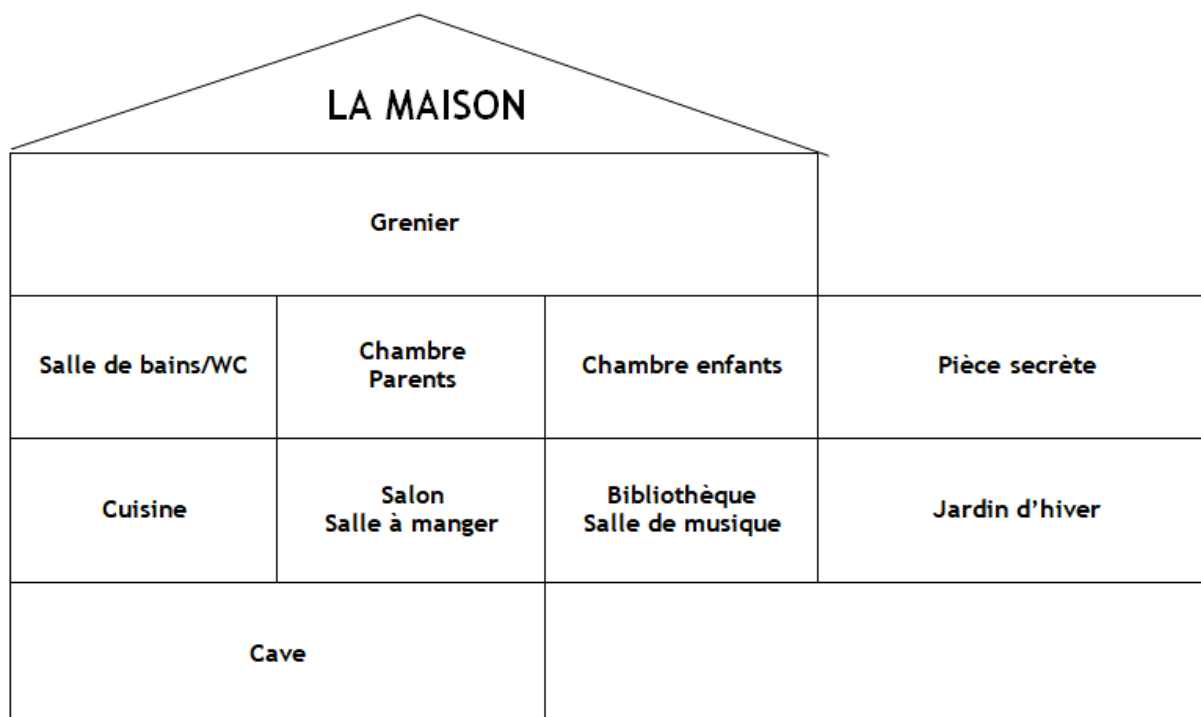 LA MAISON
Grenier
Salle de bains/WC
Chambre
Parents
Chambre enfants
Pièce secrète
Cuisine
Salon
Salle à manger
Bibliothèque
Salle de musique
Jardin d’hiver
Cave